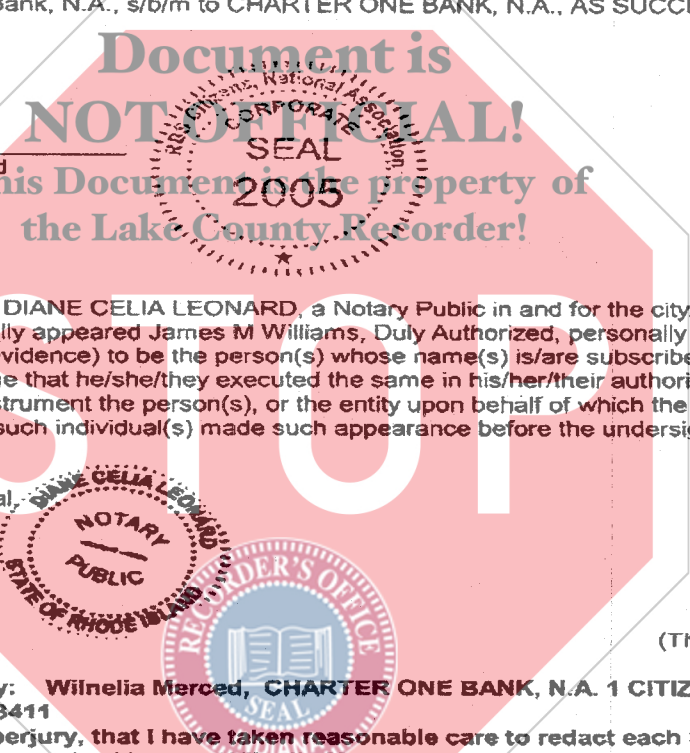 Bank, N.A., s/b/m to CHARTER ONE BANK, N.A., AS SUCC
Document is
NOT OFFICIAL!
This Document is the property of
the Lake County Recorder!
RBS Citizens, National Association
CORPORATE
SEAL
2005
DIANE CELIA LEONARD, a Notary Public in and for the city
lly appeared James M Williams, Duly Authorized, personally
vidence) to be the person(s) whose name(s) is/are subscribe
e that he/she/they executed the same in his/her/their authori
strument the person(s), or the entity upon behalf of which the
such individual(s) made such appearance before the undersi
STOP
al,
DIANE CELIA LEONARD
NOTARY
PUBLIC
STATE OF RHODE ISLAND
RECORDER'S OFFICE
SEAL
(Th
y: Wilnelia Merced, CHARTER ONE BANK, N.A. 1 CITIZ
3411
perjury, that I have taken reasonable care to redact each